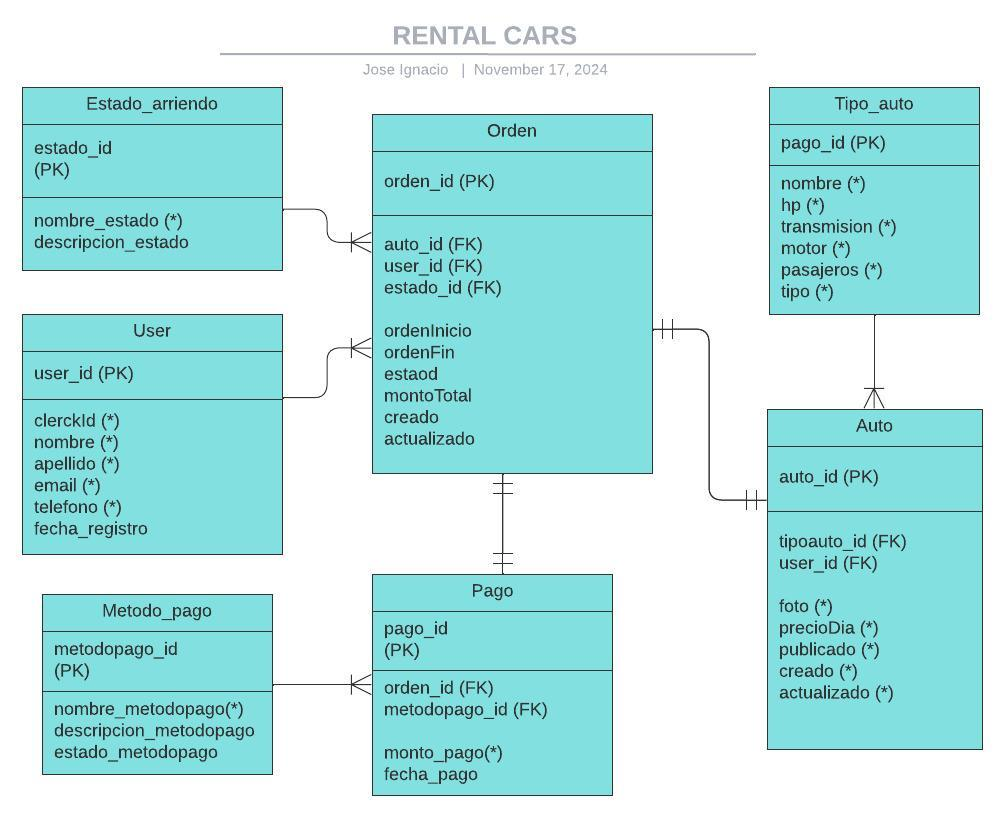 RENTAL CARS
Jose Ignacio | November 17, 2024
Estado_arriendo
estado_id
(PK)
nombre_estado (*)
descripcion_estado
User
user_id (PK)
clerckId (*)
nombre (*)
apellido (*)
email (*)
telefono (*)
fecha_registro
Metodo_pago
metodopago_id
(PK)
nombre_metodopago(*)
descripcion_metodopago
estado_metodopago
Orden
orden_id (PK)
auto_id (FK)
user_id (FK)
estado_id (FK)
ordenInicio
ordenFin
estaod
montoTotal
creado
actualizado
Pago
pago_id
(PK)
orden_id (FK)
metodopago_id (FK)
monto_pago(*)
fecha_pago
Tipo_auto
pago_id (PK)
nombre (*)
hp (*)
transmision (*)
motor (*)
pasajeros (*)
tipo (*)
Auto
auto_id (PK)
tipoauto_id (FK)
user_id (FK)
foto (*)
precioDia (*)
publicado (*)
creado (*)
actualizado (*)